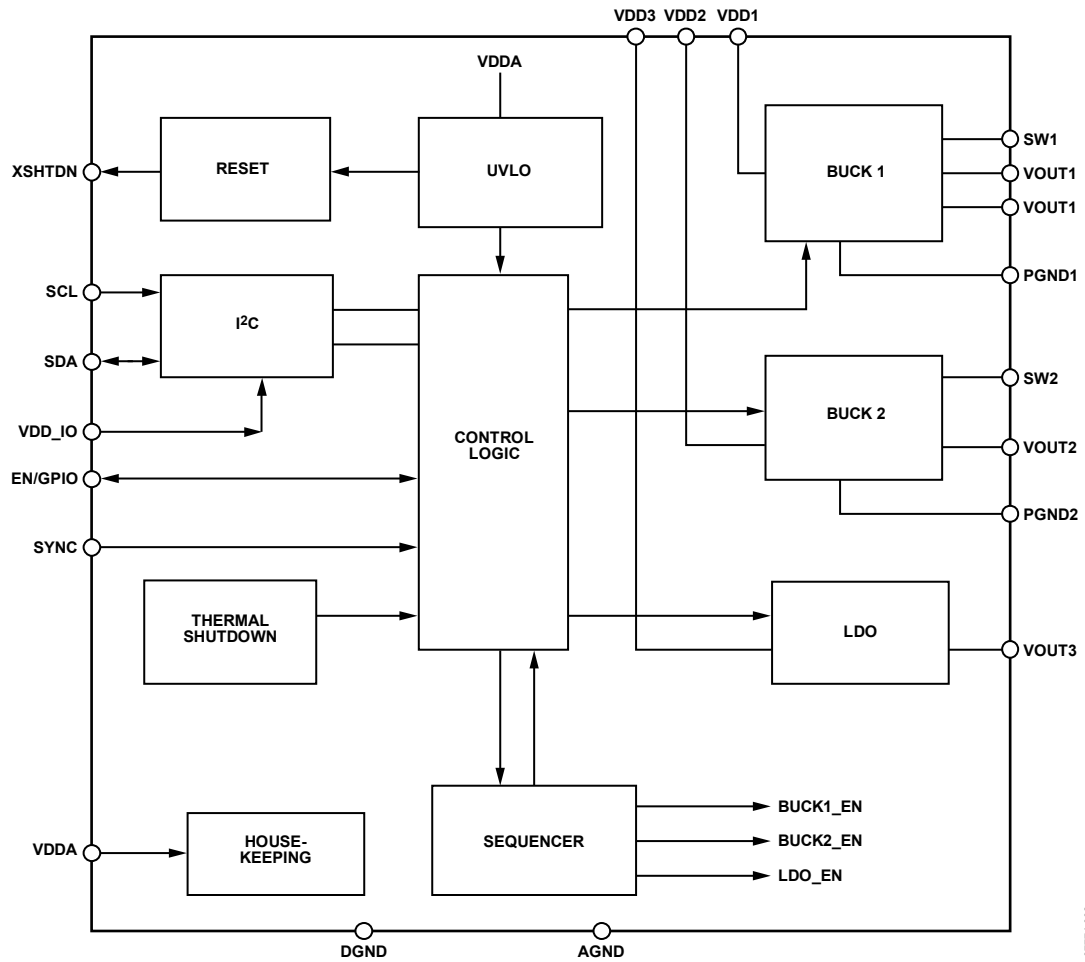 VDD3 VDD2 VDD1
VDDA
RESET
UVLO
BUCK 1
SW1
XSHTDN
VOUT1
VOUT1
PGND1
SCL
I²C
SDA
VDD_IO
EN/GPIO
SYNC
CONTROL
LOGIC
BUCK 2
SW2
VOUT2
PGND2
THERMAL
SHUTDOWN
LDO
VOUT3
VDDA
HOUSE-
KEEPING
SEQUENCER
BUCK1_EN
BUCK2_EN
LDO_EN
DGND
AGND